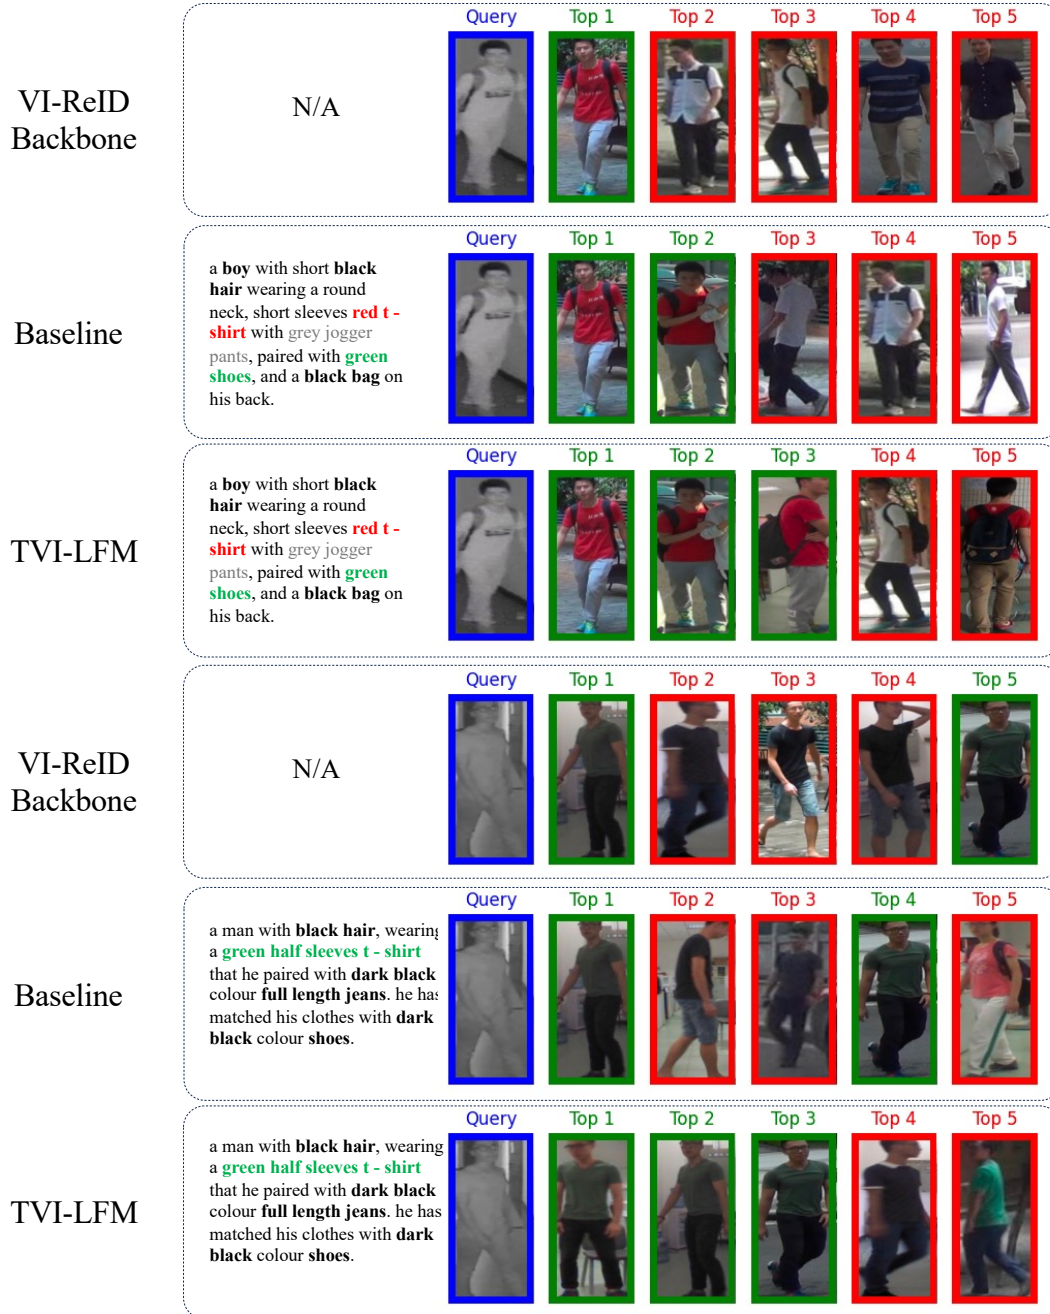 Query Top 1 Top 2 Top 3 Top 4 Top 5
VI-ReID
Backbone
N/A
Query Top 1 Top 2 Top 3 Top 4 Top 5
Baseline
a boy with short black
hair wearing a round
neck, short sleeves red t -
shirt with grey jogger
pants, paired with green
shoes, and a black bag on
his back.
Query Top 1 Top 2 Top 3 Top 4 Top 5
TVI-LFM
a boy with short black
hair wearing a round
neck, short sleeves red t -
shirt with grey jogger
pants, paired with green
shoes, and a black bag on
his back.
Query Top 1 Top 2 Top 3 Top 4 Top 5
VI-ReID
Backbone
N/A
Query Top 1 Top 2 Top 3 Top 4 Top 5
Baseline
a man with black hair, wearing
a green half sleeves t - shirt
that he paired with dark black
colour full length jeans. he has
matched his clothes with dark
black colour shoes.
Query Top 1 Top 2 Top 3 Top 4 Top 5
TVI-LFM
a man with black hair, wearing
a green half sleeves t - shirt
that he paired with dark black
colour full length jeans. he has
matched his clothes with dark
black colour shoes.